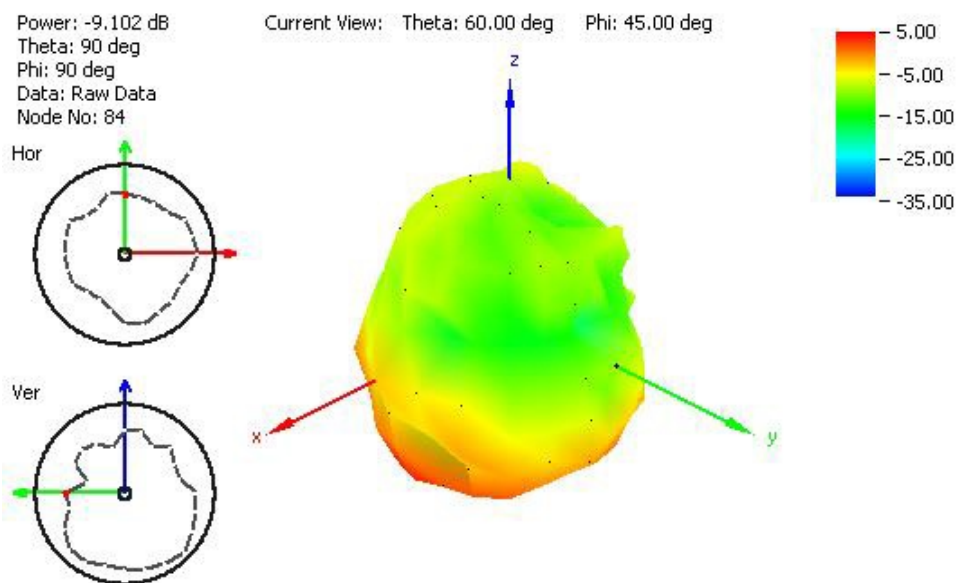 Power: -9.102 dB
Theta: 90 deg
Phi: 90 deg
Data: Raw Data
Node No: 84
Current View: Theta: 60.00 deg Phi: 45.00 deg
5.00
-5.00
-15.00
-25.00
-35.00
Hor
Ver
z
x
y